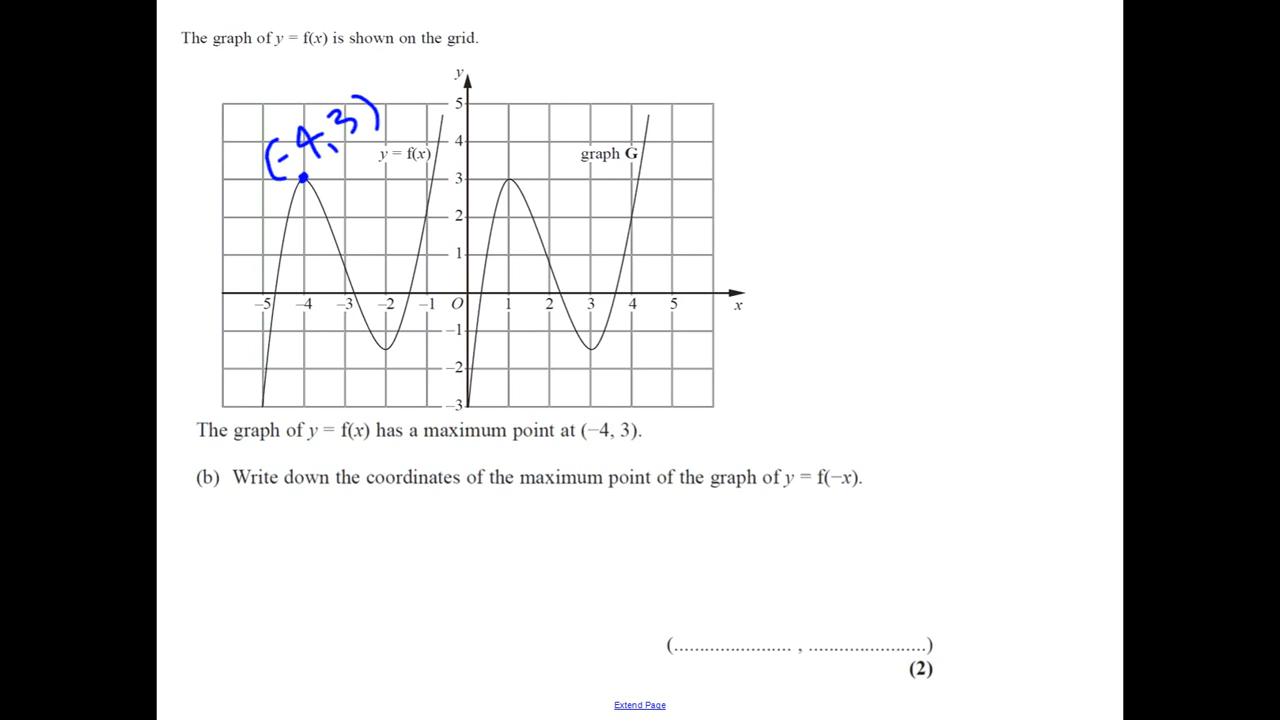 The graph of y = f(x) is shown on the grid.
y
5
(-4,3)
4
y = f(x)
graph G
3
2
1
−5 −4 −3 −2 −1 O 1 2 3 4 5 x
−1
−2
−3
The graph of y = f(x) has a maximum point at (−4, 3).
(b) Write down the coordinates of the maximum point of the graph of y = f(−x).
(...................... , .......................)
(2)
Extend Page